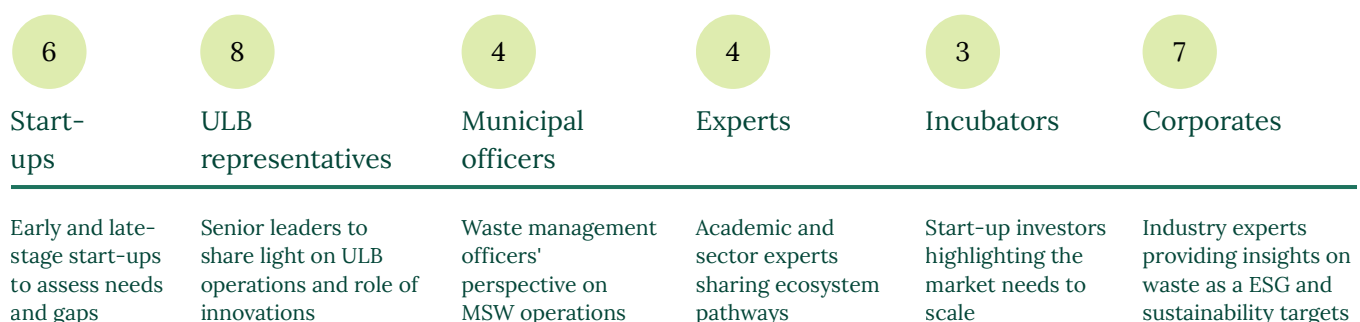 6
Start-
ups
Early and late-
stage start-ups
to assess needs
and gaps
8
ULB
representatives
Senior leaders to
share light on ULB
operations and role of
innovations
4
Municipal
officers
Waste management
officers'
perspective on
MSW operations
4
Experts
Academic and
sector experts
sharing ecosystem
pathways
3
Incubators
Start-up investors
highlighting the
market needs to
scale
7
Corporates
Industry experts
providing insights on
waste as a ESG and
sustainability targets